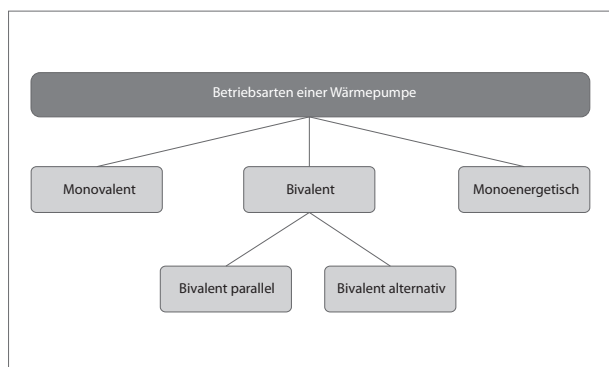 Betriebsarten einer Wärmepumpe
Monovalent
Bivalent
Monoenergetisch
Bivalent parallel
Bivalent alternativ